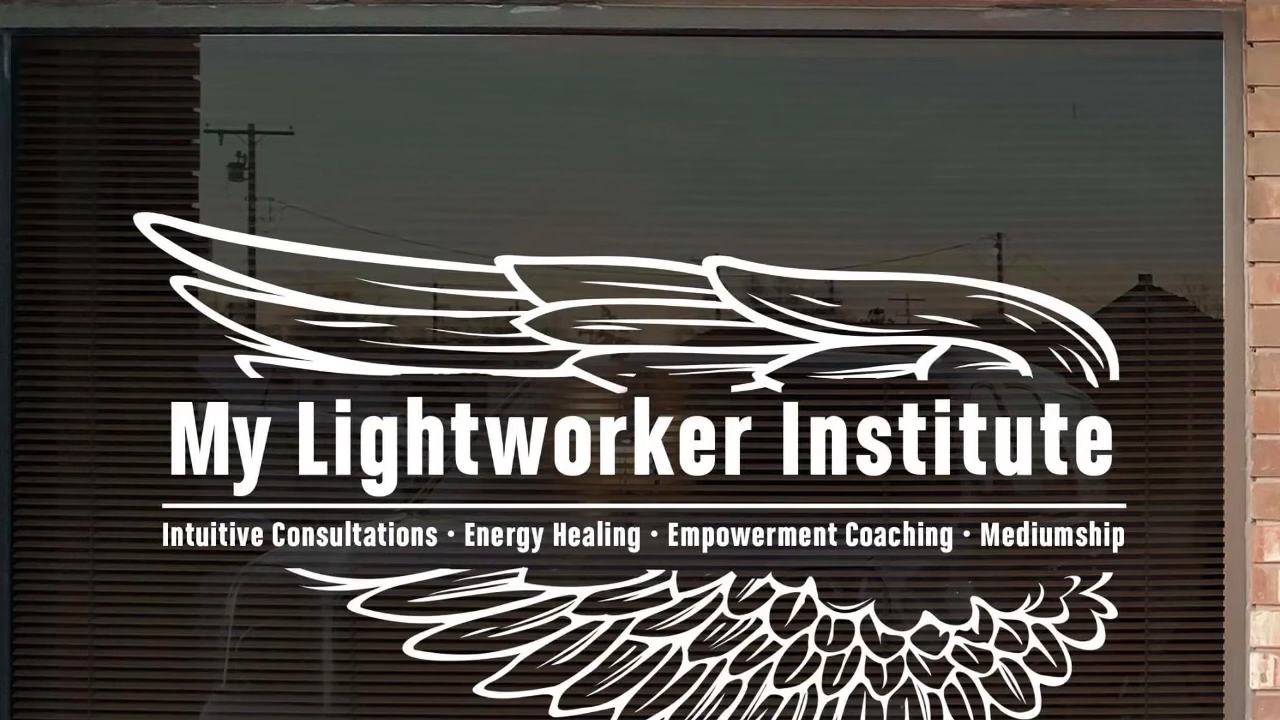 My Lightworker Institute
Intuitive Consultations • Energy Healing • Empowerment Coaching • Mediumship